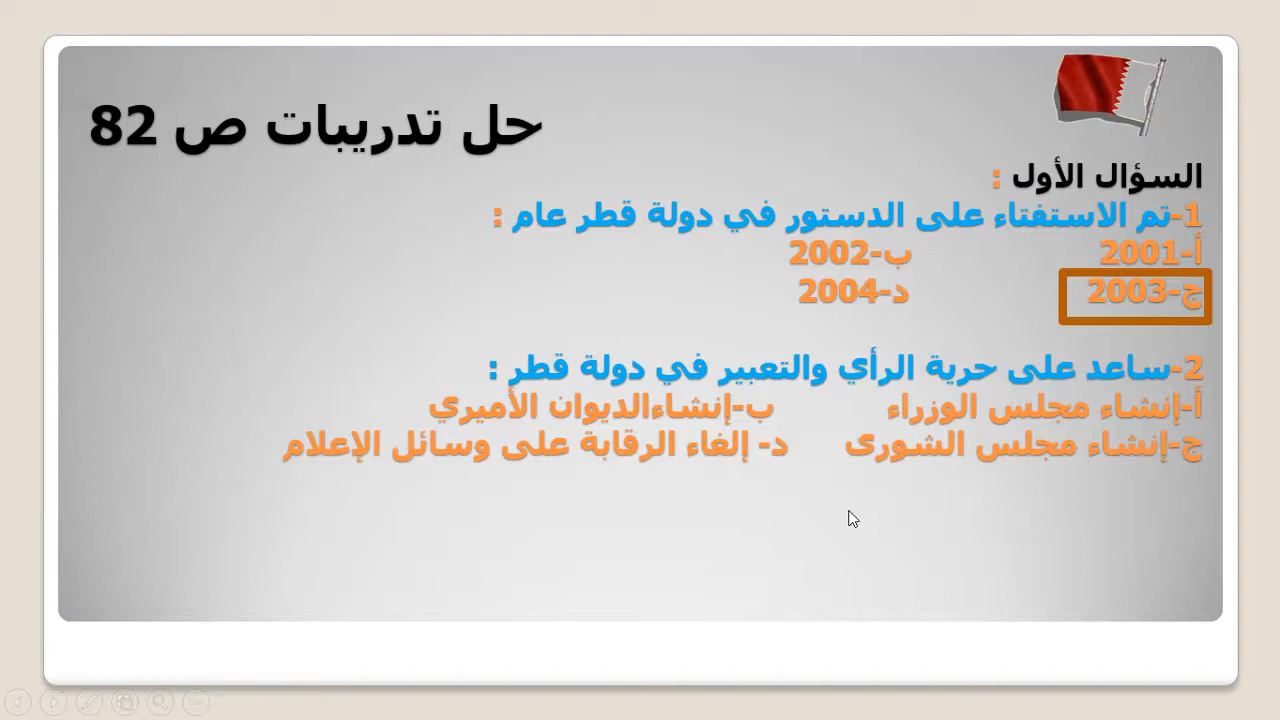 حل تدريبات ص 82
السؤال الأول :
1-تم الاستفتاء على الدستور في دولة قطر عام :
أ-2001 ب-2002
ج-2003 د-2004
2-ساعد على حرية الرأي والتعبير في دولة قطر :
أ-إنشاء مجلس الوزراء ب-إنشاءالديوان الأميري
ج-إنشاء مجلس الشورى د- إلغاء الرقابة على وسائل الإعلام